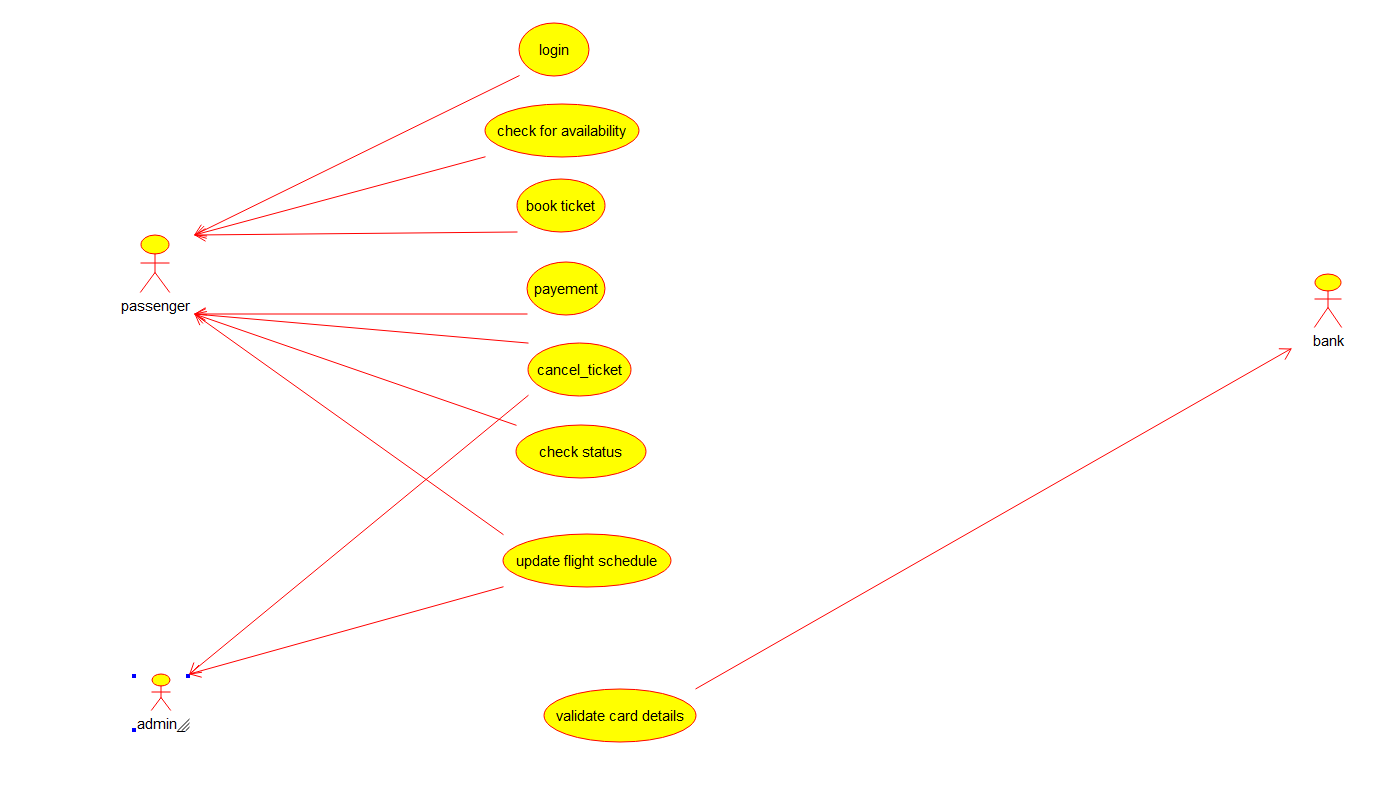 login
check for availability
book ticket
payement
passenger
bank
cancel_ticket
check status
update flight schedule
admin
validate card details